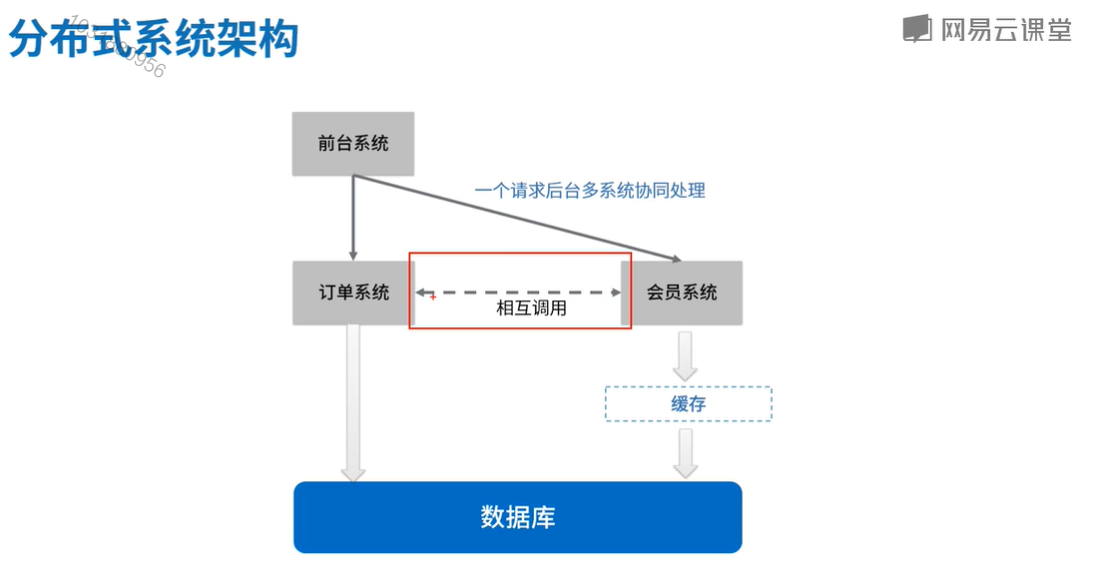 分布式系统架构
网易云课堂
前台系统
一个请求后台多系统协同处理
订单系统
相互调用
会员系统
缓存
数据库